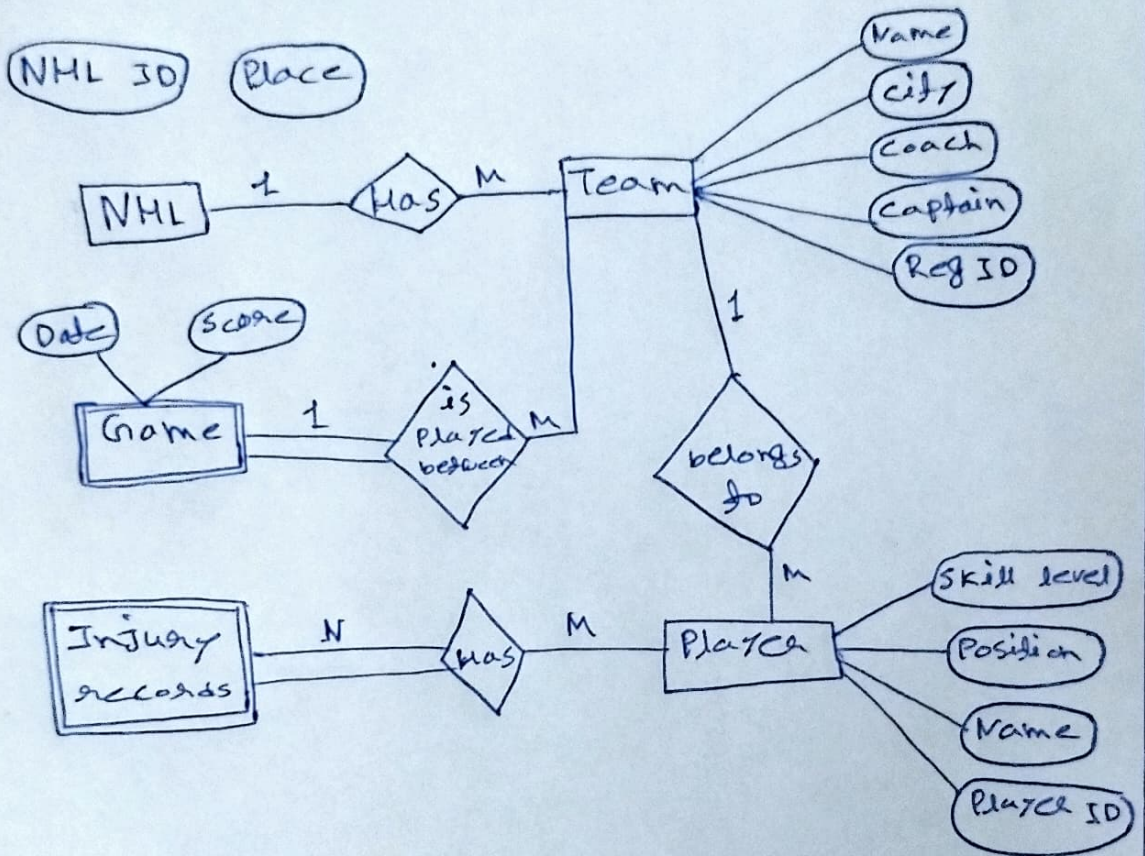 Name
NHL ID
Place
city
Coach
NHL
1
Has
M
Team
Captain
Reg ID
Date
Score
1
Game
1
is
Played
between
M
belongs
to
M
Skill level
Injury
records
N
Has
M
Player
Position
Name
Player ID